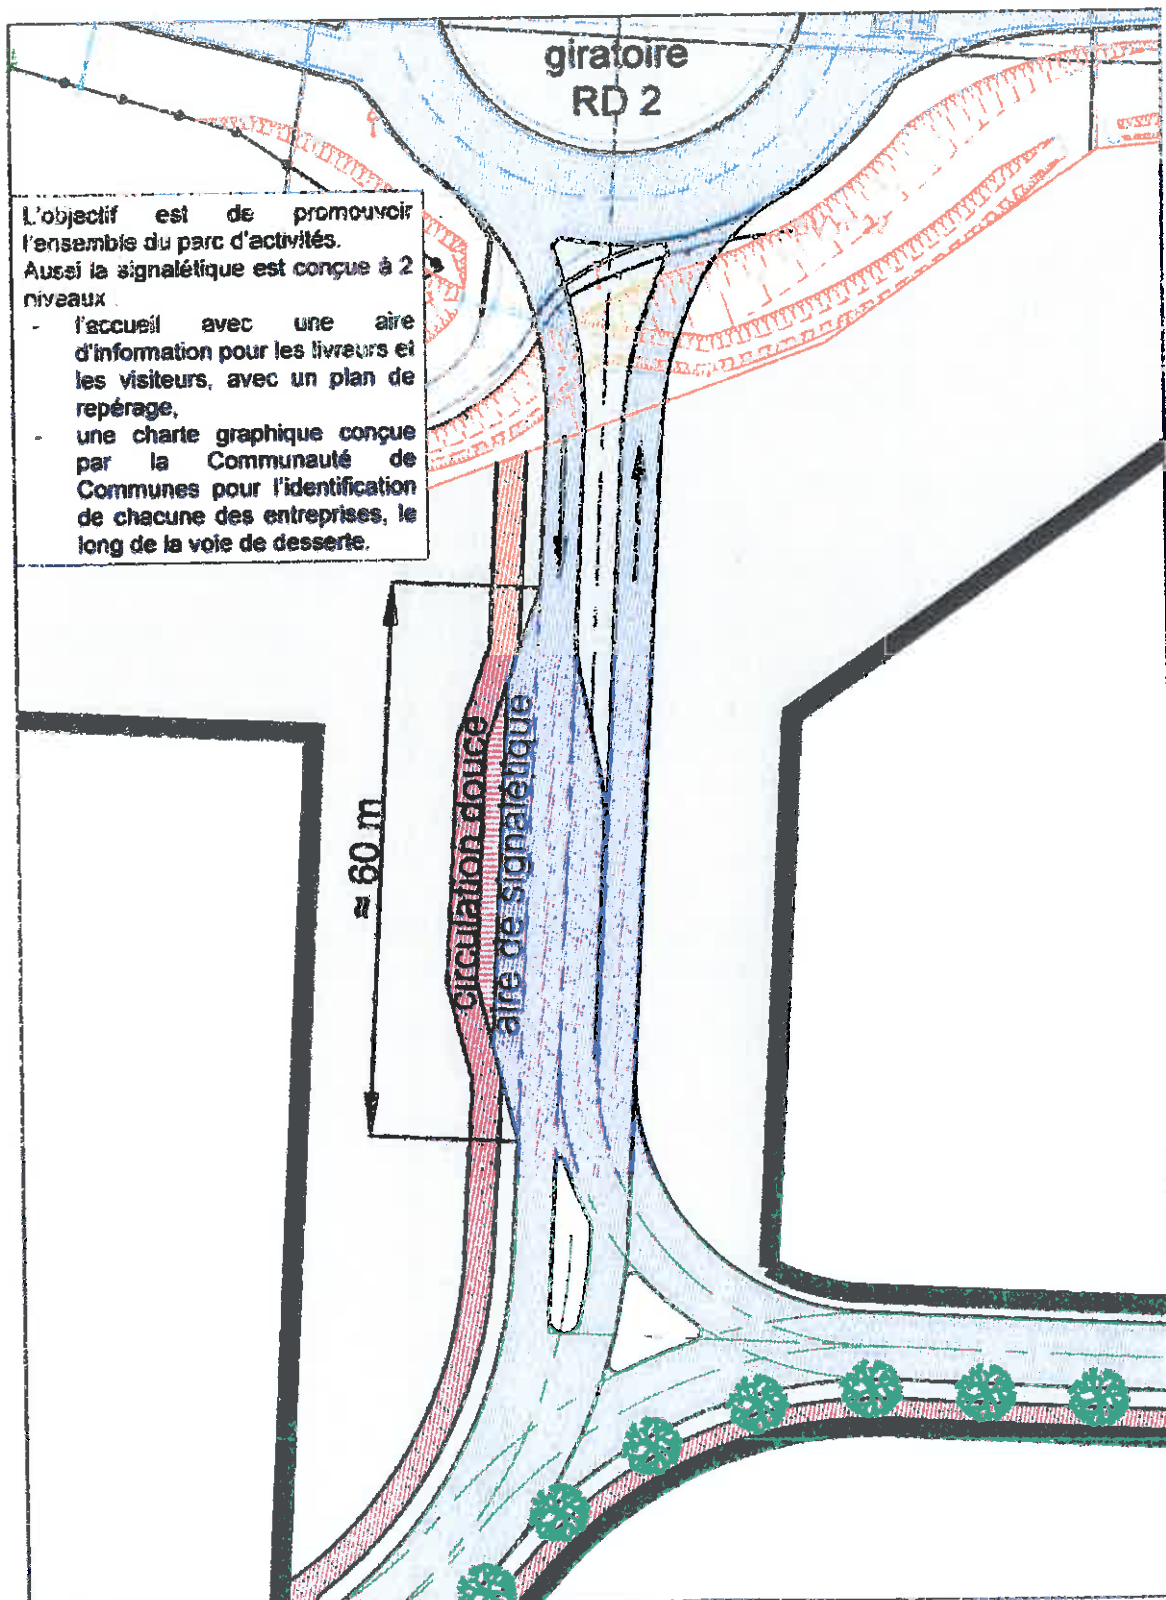 giratoire
RD 2
L'objectif est de promouvoir
l'ensemble du parc d'activités.
Aussi la signalétique est conçue à 2
niveaux
- l'accueil avec une aire
d'information pour les livreurs et
les visiteurs, avec un plan de
repérage,
- une charte graphique conçue
par la Communauté de
Communes pour l'identification
de chacune des entreprises, le
long de la voie de desserte.
≈ 60 m
circulation douce
aire de signalétique